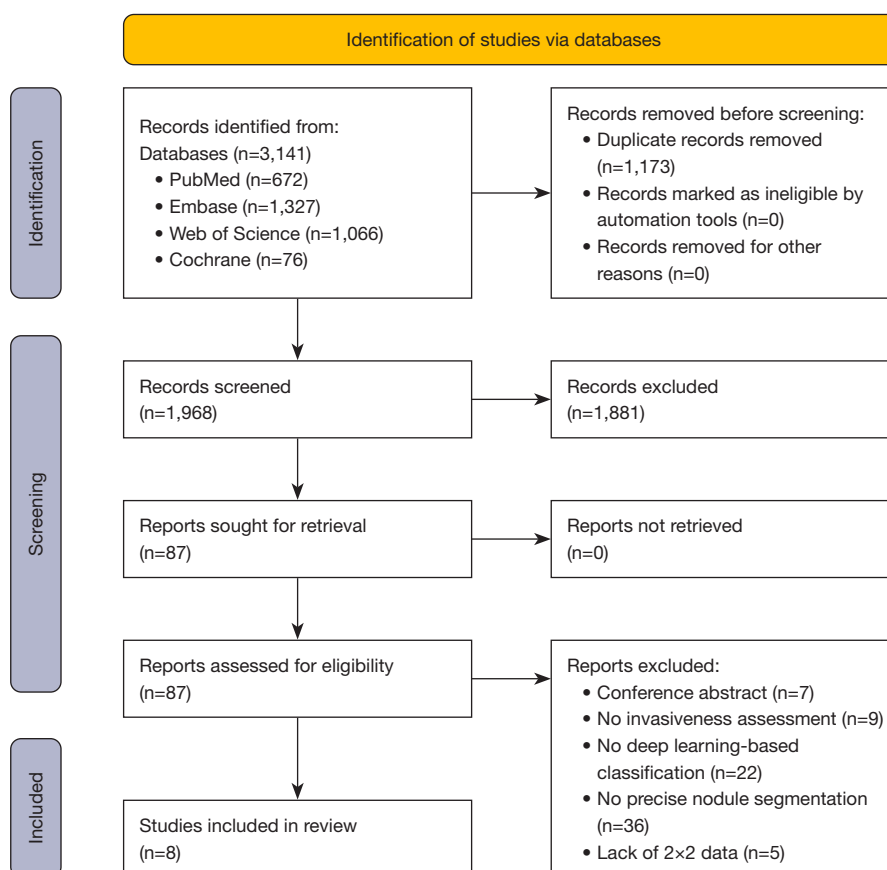 Identification of studies via databases
Identification
Records identified from:
Databases (n=3,141)
• PubMed (n=672)
• Embase (n=1,327)
• Web of Science (n=1,066)
• Cochrane (n=76)
Records removed before screening:
• Duplicate records removed
(n=1,173)
• Records marked as ineligible by
automation tools (n=0)
• Records removed for other
reasons (n=0)
Screening
Records screened
(n=1,968)
Records excluded
(n=1,881)
Reports sought for retrieval
(n=87)
Reports not retrieved
(n=0)
Reports assessed for eligibility
(n=87)
Reports excluded:
• Conference abstract (n=7)
• No invasiveness assessment (n=9)
• No deep learning-based
classification (n=22)
• No precise nodule segmentation
(n=36)
• Lack of 2×2 data (n=5)
Included
Studies included in review
(n=8)